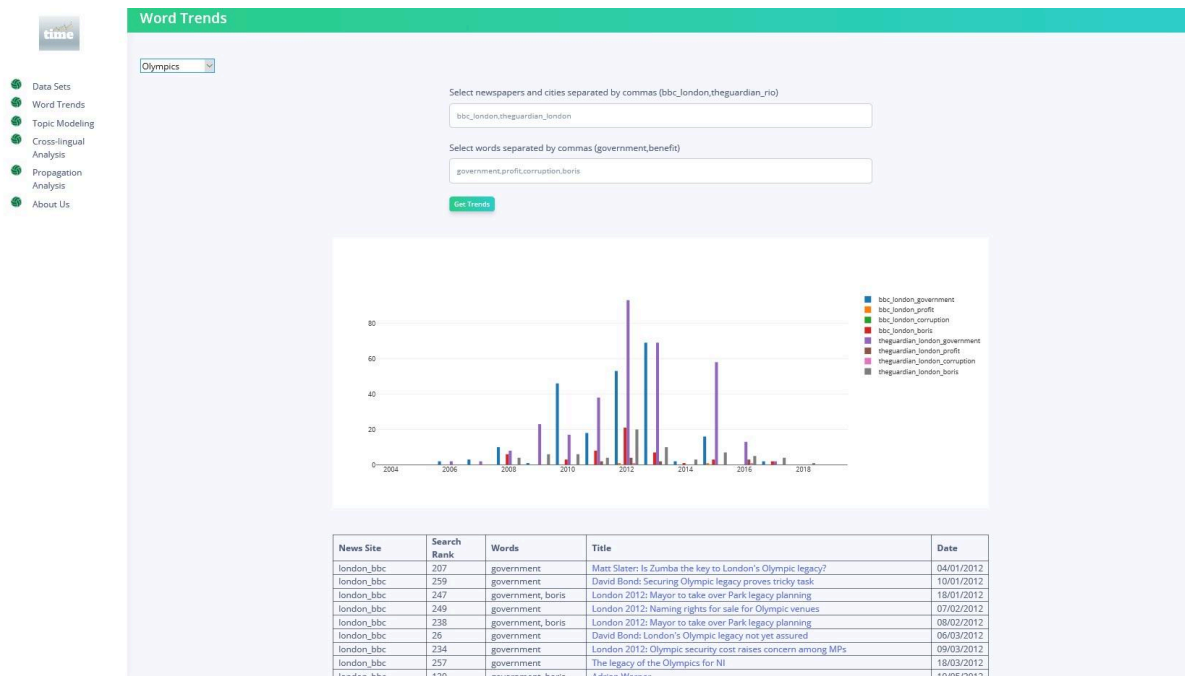 time
Word Trends
Olympics
Data Sets
Word Trends
Topic Modeling
Cross-lingual
Analysis
Propagation
Analysis
About Us
Select newspapers and cities separated by commas (bbc_london,theguardian_rio)
bbc_london,theguardian_london
Select words separated by commas (government,benefit)
government,profit,corruption,boris
Get Trends
bbc_london_government
bbc_london_profit
bbc_london_corruption
bbc_london_boris
theguardian_london_government
theguardian_london_profit
theguardian_london_corruption
theguardian_london_boris
80
60
40
20
0
2004 2006 2008 2010 2012 2014 2016 2018
News Site Search Rank Words Title Date
london_bbc 207 government Matt Slater: Is Zumba the key to London's Olympic legacy? 04/01/2012
london_bbc 259 government David Bond: Securing Olympic legacy proves tricky task 10/01/2012
london_bbc 247 government, boris London 2012: Mayor to take over Park legacy planning 18/01/2012
london_bbc 249 government London 2012: Naming rights for sale for Olympic venues 07/02/2012
london_bbc 238 government, boris London 2012: Mayor to take over Park legacy planning 08/02/2012
london_bbc 26 government David Bond: London's Olympic legacy not yet assured 06/03/2012
london_bbc 234 government London 2012: Olympic security cost raises concern among MPs 09/03/2012
london_bbc 257 government The legacy of the Olympics for NI 18/03/2012